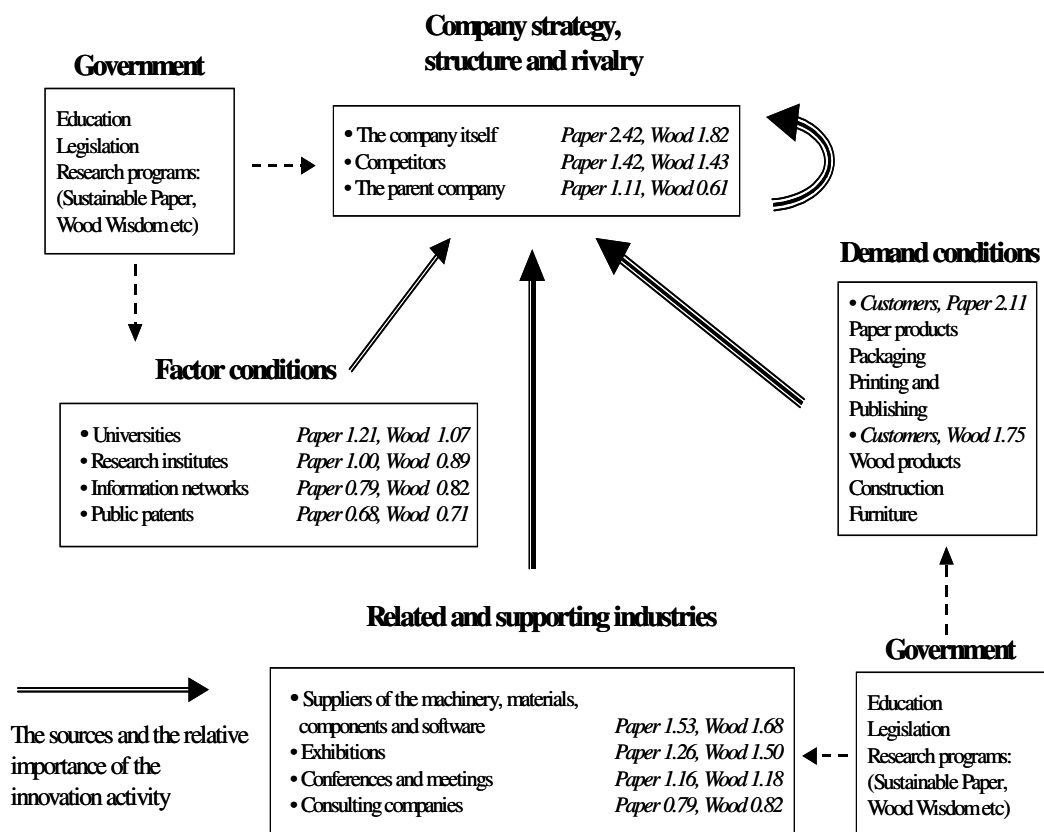 Company strategy,
structure and rivalry
Government
Education
Legislation
Research programs:
(Sustainable Paper,
Wood Wisdom etc)
• The company itself Paper 2.42, Wood 1.82
• Competitors Paper 1.42, Wood 1.43
• The parent company Paper 1.11, Wood 0.61
Demand conditions
• Customers, Paper 2.11
Paper products
Packaging
Printing and
Publishing
• Customers, Wood 1.75
Wood products
Construction
Furniture
Factor conditions
• Universities Paper 1.21, Wood 1.07
• Research institutes Paper 1.00, Wood 0.89
• Information networks Paper 0.79, Wood 0.82
• Public patents Paper 0.68, Wood 0.71
Related and supporting industries
• Suppliers of the machinery, materials,
components and software Paper 1.53, Wood 1.68
• Exhibitions Paper 1.26, Wood 1.50
• Conferences and meetings Paper 1.16, Wood 1.18
• Consulting companies Paper 0.79, Wood 0.82
Government
Education
Legislation
Research programs:
(Sustainable Paper,
Wood Wisdom etc)
The sources and the relative
importance of the
innovation activity